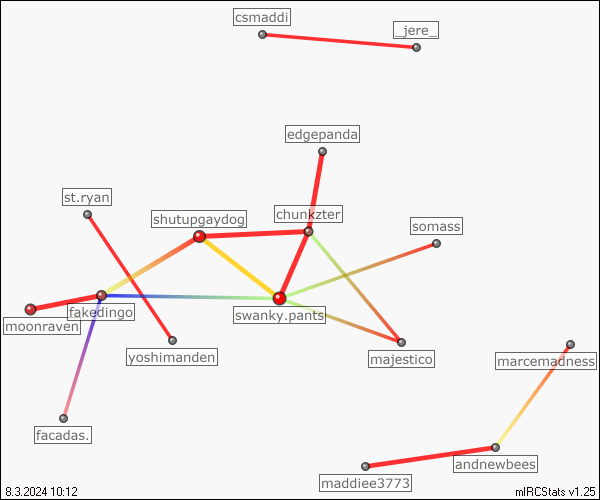 csmaddi
_jere_
edgepanda
st.ryan
shutupgaydog
chunkzter
somass
fakedingo
swanky.pants
moonraven
yoshimanden
majestico
marcemadness
facadas.
andnewbees
maddiee3773
8.3.2024 10:12
mIRCStats v1.25